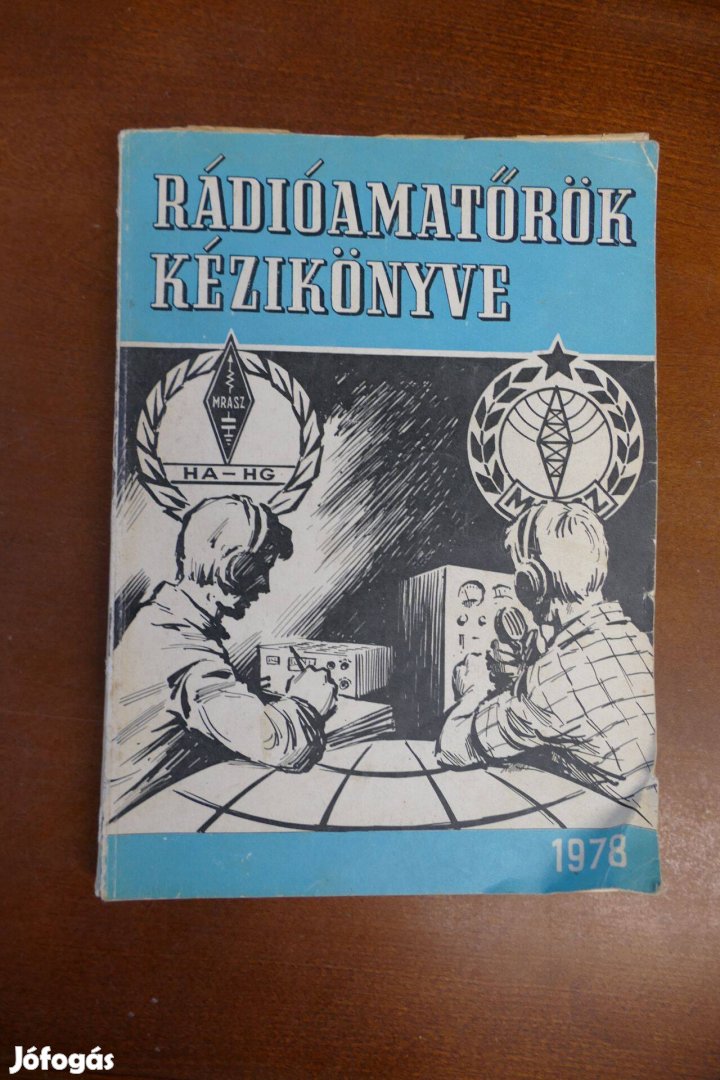 RÁDIÓAMATŐRÖK
KÉZIKÖNYVE
MRASZ
HA-HG
1978
Jófogás